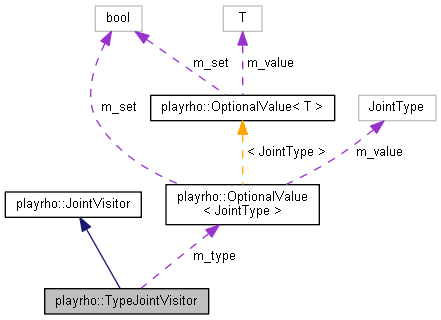 bool
T
m_set
m_value
m_set
playrho::OptionalValue< T >
JointType
< JointType >
m_value
playrho::JointVisitor
playrho::OptionalValue
< JointType >
m_type
playrho::TypeJointVisitor